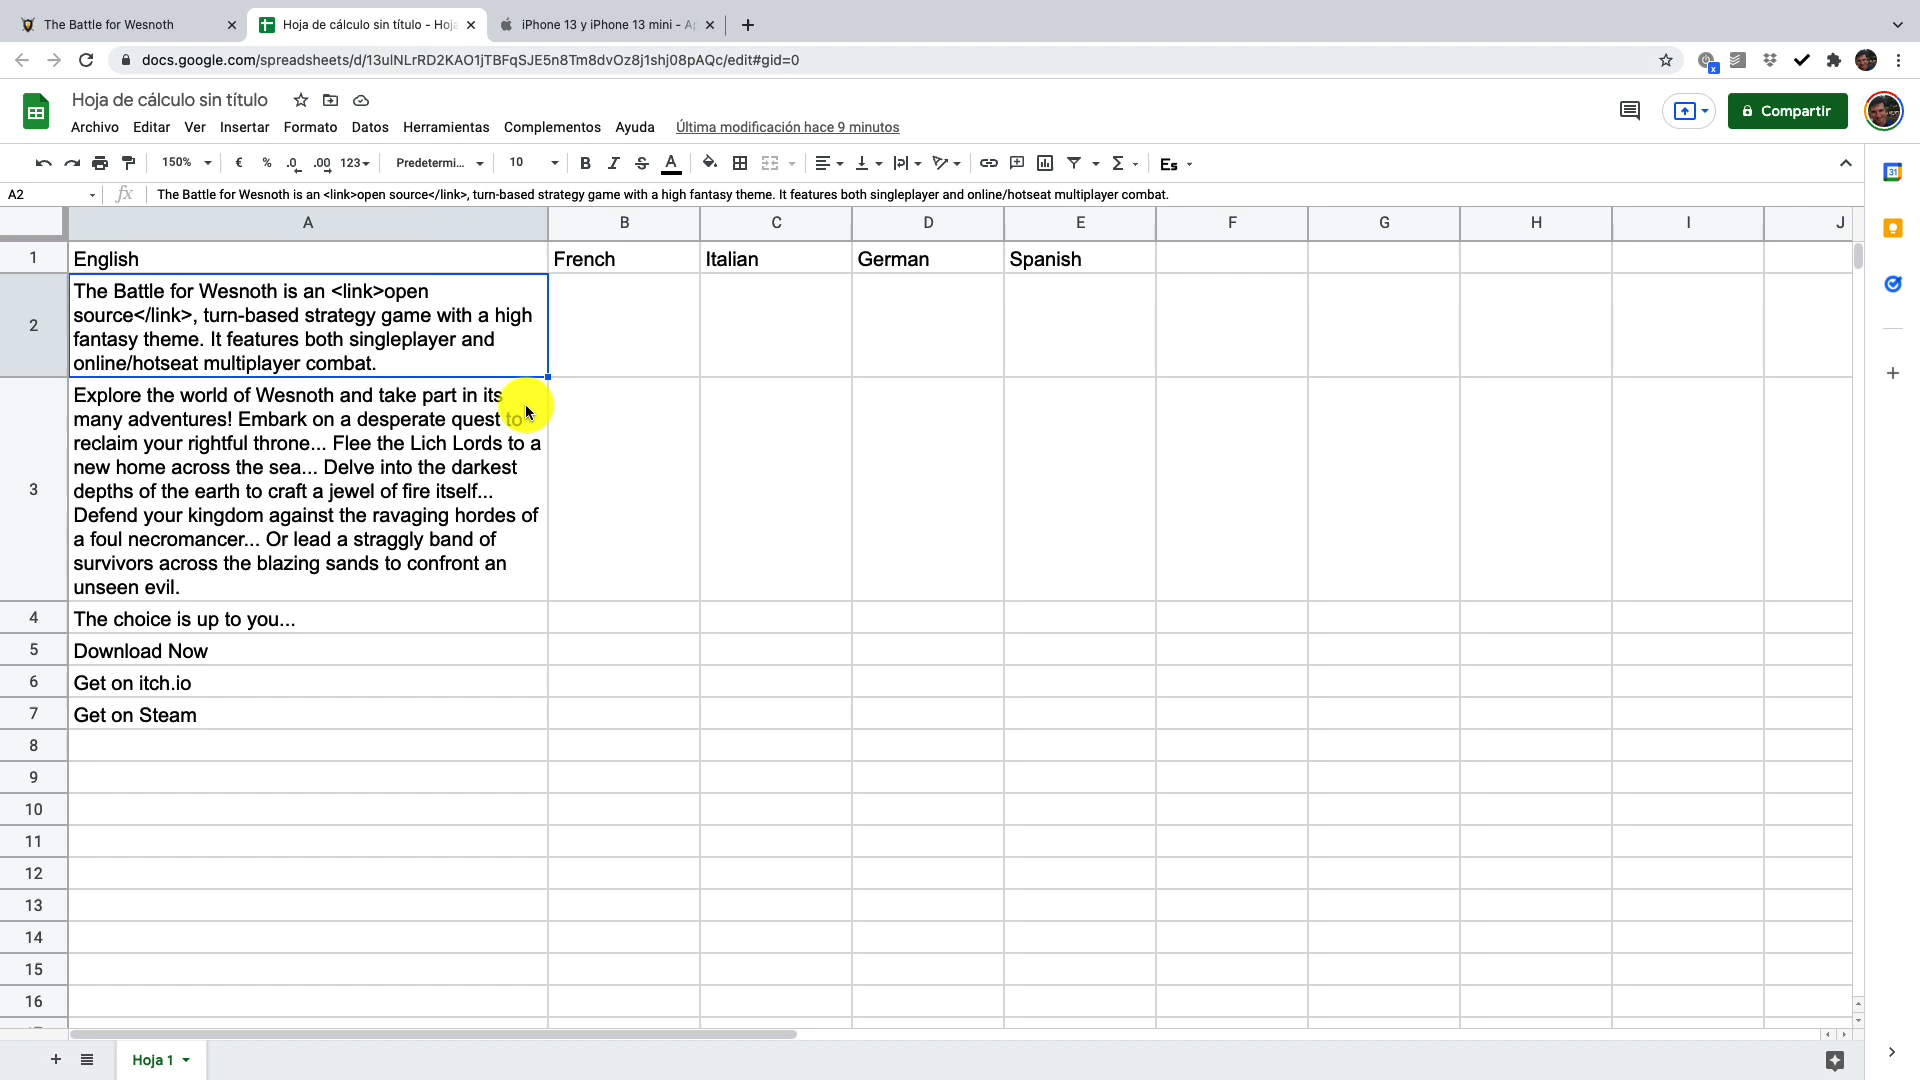 The Battle for Wesnoth
Hoja de cálculo sin título - Hoja
iPhone 13 y iPhone 13 mini - Ap
docs.google.com/spreadsheets/d/13ulNLrRD2KAO1jTBFqSJE5n8Tm8dvOz8j1shj08pAQc/edit#gid=0
Hoja de cálculo sin título
Archivo Editar Ver Insertar Formato Datos Herramientas Complementos Ayuda Última modificación hace 9 minutos
Compartir
150% € % .0 .00 123 Predetermi... 10 B I S A Σ Es
31
A2 fx The Battle for Wesnoth is an <link>open source</link>, turn-based strategy game with a high fantasy theme. It features both singleplayer and online/hotseat multiplayer combat.
A B C D E F G H I J
1 English French Italian German Spanish
2 The Battle for Wesnoth is an <link>open
source</link>, turn-based strategy game with a high
fantasy theme. It features both singleplayer and
online/hotseat multiplayer combat.
3 Explore the world of Wesnoth and take part in its
many adventures! Embark on a desperate quest to
reclaim your rightful throne... Flee the Lich Lords to a
new home across the sea... Delve into the darkest
depths of the earth to craft a jewel of fire itself...
Defend your kingdom against the ravaging hordes of
a foul necromancer... Or lead a straggly band of
survivors across the blazing sands to confront an
unseen evil.
4 The choice is up to you...
5 Download Now
6 Get on itch.io
7 Get on Steam
8
9
10
11
12
13
14
15
16
Hoja 1